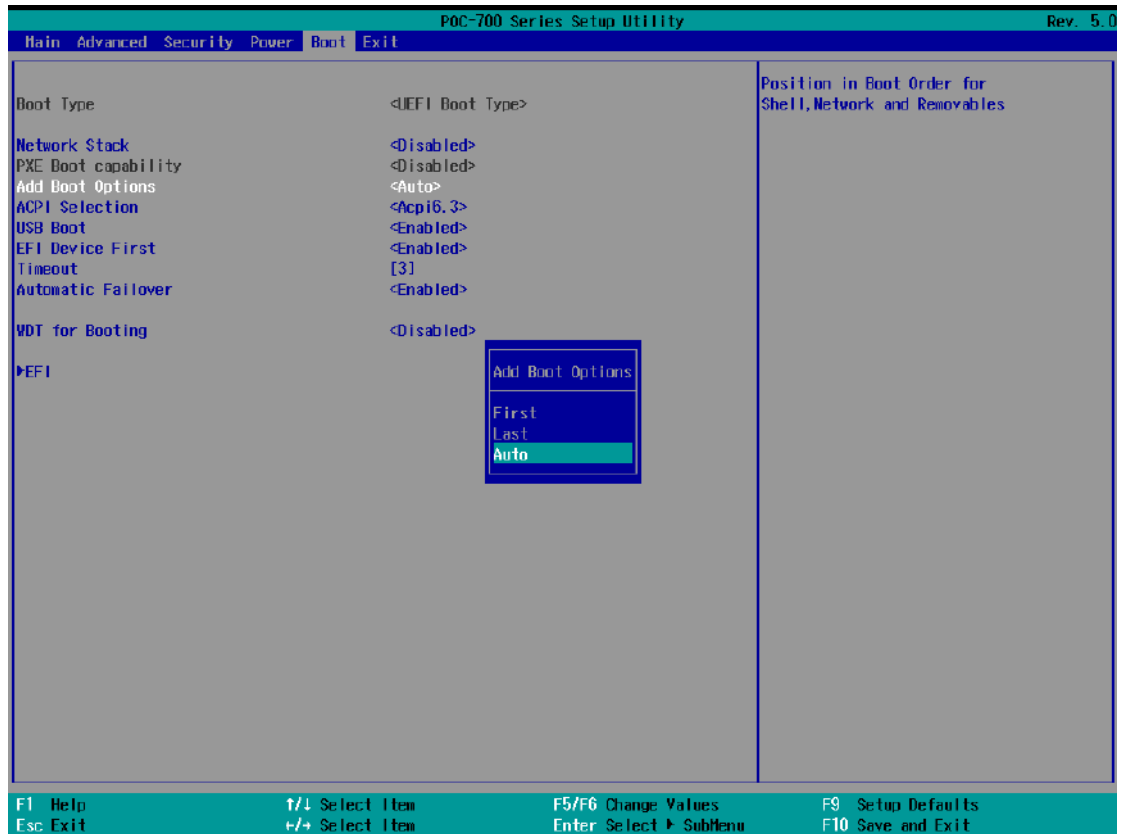 POC-700 Series Setup Utility Rev. 5.0
Main Advanced Security Power Boot Exit
Boot Type <UEFI Boot Type>
Network Stack <Disabled>
PXE Boot capability <Disabled>
Add Boot Options <Auto>
ACPI Selection <Acpi6.3>
USB Boot <Enabled>
EFI Device First <Enabled>
Timeout [3]
Automatic Failover <Enabled>
WDT for Booting <Disabled>
▶EFI
Add Boot Options
First
Last
Auto
Position in Boot Order for
Shell,Network and Removables
F1 Help ↑/↓ Select Item F5/F6 Change Values F9 Setup Defaults
Esc Exit ←/→ Select Item Enter Select ▶ SubMenu F10 Save and Exit